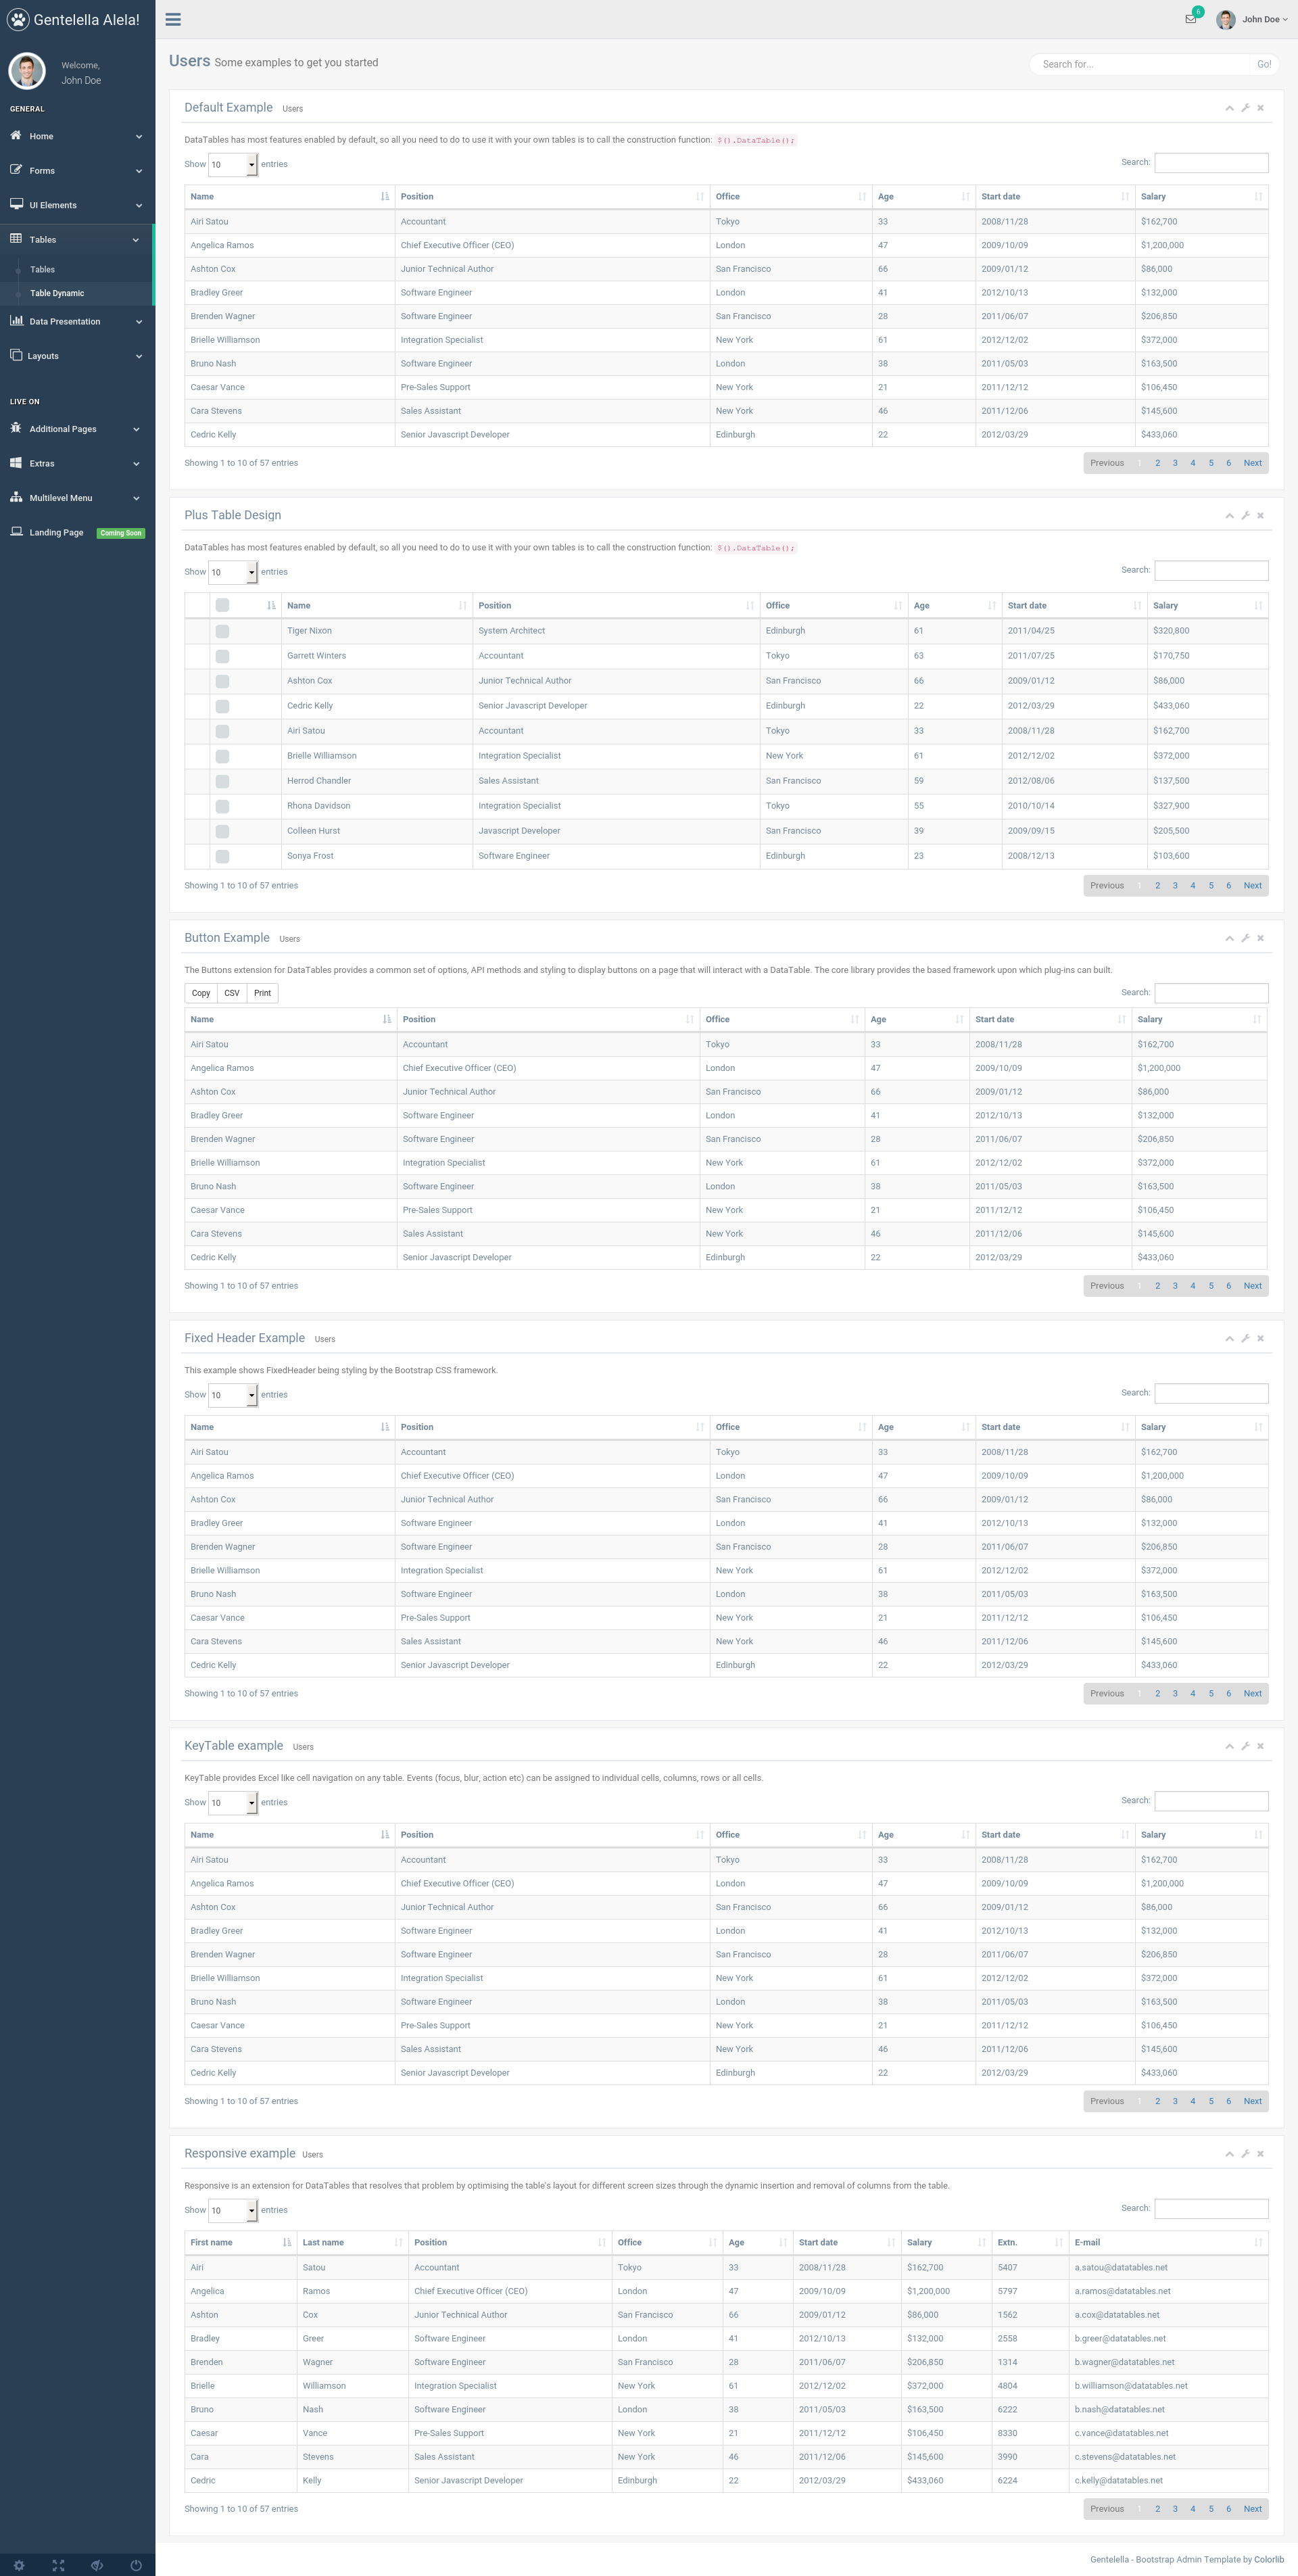 Gentelella Alela!
6
John Doe
Welcome,
John Doe
GENERAL
Home
Forms
UI Elements
Tables
Tables
Table Dynamic
Data Presentation
Layouts
LIVE ON
Additional Pages
Extras
Multilevel Menu
Landing Page Coming Soon
Users Some examples to get you started
Search for... Go!
Default Example Users
DataTables has most features enabled by default, so all you need to do to use it with your own tables is to call the construction function: $().DataTable();
Show 10 entries Search:
Name Position Office Age Start date Salary
Airi Satou Accountant Tokyo 33 2008/11/28 $162,700
Angelica Ramos Chief Executive Officer (CEO) London 47 2009/10/09 $1,200,000
Ashton Cox Junior Technical Author San Francisco 66 2009/01/12 $86,000
Bradley Greer Software Engineer London 41 2012/10/13 $132,000
Brenden Wagner Software Engineer San Francisco 28 2011/06/07 $206,850
Brielle Williamson Integration Specialist New York 61 2012/12/02 $372,000
Bruno Nash Software Engineer London 38 2011/05/03 $163,500
Caesar Vance Pre-Sales Support New York 21 2011/12/12 $106,450
Cara Stevens Sales Assistant New York 46 2011/12/06 $145,600
Cedric Kelly Senior Javascript Developer Edinburgh 22 2012/03/29 $433,060
Showing 1 to 10 of 57 entries Previous 1 2 3 4 5 6 Next
Plus Table Design
DataTables has most features enabled by default, so all you need to do to use it with your own tables is to call the construction function: $().DataTable();
Show 10 entries Search:
Name Position Office Age Start date Salary
Tiger Nixon System Architect Edinburgh 61 2011/04/25 $320,800
Garrett Winters Accountant Tokyo 63 2011/07/25 $170,750
Ashton Cox Junior Technical Author San Francisco 66 2009/01/12 $86,000
Cedric Kelly Senior Javascript Developer Edinburgh 22 2012/03/29 $433,060
Airi Satou Accountant Tokyo 33 2008/11/28 $162,700
Brielle Williamson Integration Specialist New York 61 2012/12/02 $372,000
Herrod Chandler Sales Assistant San Francisco 59 2012/08/06 $137,500
Rhona Davidson Integration Specialist Tokyo 55 2010/10/14 $327,900
Colleen Hurst Javascript Developer San Francisco 39 2009/09/15 $205,500
Sonya Frost Software Engineer Edinburgh 23 2008/12/13 $103,600
Showing 1 to 10 of 57 entries Previous 1 2 3 4 5 6 Next
Button Example Users
The Buttons extension for DataTables provides a common set of options, API methods and styling to display buttons on a page that will interact with a DataTable. The core library provides the based framework upon which plug-ins can built.
Copy CSV Print Search:
Name Position Office Age Start date Salary
Airi Satou Accountant Tokyo 33 2008/11/28 $162,700
Angelica Ramos Chief Executive Officer (CEO) London 47 2009/10/09 $1,200,000
Ashton Cox Junior Technical Author San Francisco 66 2009/01/12 $86,000
Bradley Greer Software Engineer London 41 2012/10/13 $132,000
Brenden Wagner Software Engineer San Francisco 28 2011/06/07 $206,850
Brielle Williamson Integration Specialist New York 61 2012/12/02 $372,000
Bruno Nash Software Engineer London 38 2011/05/03 $163,500
Caesar Vance Pre-Sales Support New York 21 2011/12/12 $106,450
Cara Stevens Sales Assistant New York 46 2011/12/06 $145,600
Cedric Kelly Senior Javascript Developer Edinburgh 22 2012/03/29 $433,060
Showing 1 to 10 of 57 entries Previous 1 2 3 4 5 6 Next
Fixed Header Example Users
This example shows FixedHeader being styling by the Bootstrap CSS framework.
Show 10 entries Search:
Name Position Office Age Start date Salary
Airi Satou Accountant Tokyo 33 2008/11/28 $162,700
Angelica Ramos Chief Executive Officer (CEO) London 47 2009/10/09 $1,200,000
Ashton Cox Junior Technical Author San Francisco 66 2009/01/12 $86,000
Bradley Greer Software Engineer London 41 2012/10/13 $132,000
Brenden Wagner Software Engineer San Francisco 28 2011/06/07 $206,850
Brielle Williamson Integration Specialist New York 61 2012/12/02 $372,000
Bruno Nash Software Engineer London 38 2011/05/03 $163,500
Caesar Vance Pre-Sales Support New York 21 2011/12/12 $106,450
Cara Stevens Sales Assistant New York 46 2011/12/06 $145,600
Cedric Kelly Senior Javascript Developer Edinburgh 22 2012/03/29 $433,060
Showing 1 to 10 of 57 entries Previous 1 2 3 4 5 6 Next
KeyTable example Users
KeyTable provides Excel like cell navigation on any table. Events (focus, blur, action etc) can be assigned to individual cells, columns, rows or all cells.
Show 10 entries Search:
Name Position Office Age Start date Salary
Airi Satou Accountant Tokyo 33 2008/11/28 $162,700
Angelica Ramos Chief Executive Officer (CEO) London 47 2009/10/09 $1,200,000
Ashton Cox Junior Technical Author San Francisco 66 2009/01/12 $86,000
Bradley Greer Software Engineer London 41 2012/10/13 $132,000
Brenden Wagner Software Engineer San Francisco 28 2011/06/07 $206,850
Brielle Williamson Integration Specialist New York 61 2012/12/02 $372,000
Bruno Nash Software Engineer London 38 2011/05/03 $163,500
Caesar Vance Pre-Sales Support New York 21 2011/12/12 $106,450
Cara Stevens Sales Assistant New York 46 2011/12/06 $145,600
Cedric Kelly Senior Javascript Developer Edinburgh 22 2012/03/29 $433,060
Showing 1 to 10 of 57 entries Previous 1 2 3 4 5 6 Next
Responsive example Users
Responsive is an extension for DataTables that resolves that problem by optimising the table's layout for different screen sizes through the dynamic insertion and removal of columns from the table.
Show 10 entries Search:
First name Last name Position Office Age Start date Salary Extn. E-mail
Airi Satou Accountant Tokyo 33 2008/11/28 $162,700 5407 a.satou@datatables.net
Angelica Ramos Chief Executive Officer (CEO) London 47 2009/10/09 $1,200,000 5797 a.ramos@datatables.net
Ashton Cox Junior Technical Author San Francisco 66 2009/01/12 $86,000 1562 a.cox@datatables.net
Bradley Greer Software Engineer London 41 2012/10/13 $132,000 2558 b.greer@datatables.net
Brenden Wagner Software Engineer San Francisco 28 2011/06/07 $206,850 1314 b.wagner@datatables.net
Brielle Williamson Integration Specialist New York 61 2012/12/02 $372,000 4804 b.williamson@datatables.net
Bruno Nash Software Engineer London 38 2011/05/03 $163,500 6222 b.nash@datatables.net
Caesar Vance Pre-Sales Support New York 21 2011/12/12 $106,450 8330 c.vance@datatables.net
Cara Stevens Sales Assistant New York 46 2011/12/06 $145,600 3990 c.stevens@datatables.net
Cedric Kelly Senior Javascript Developer Edinburgh 22 2012/03/29 $433,060 6224 c.kelly@datatables.net
Showing 1 to 10 of 57 entries Previous 1 2 3 4 5 6 Next
Gentelella - Bootstrap Admin Template by Colorlib